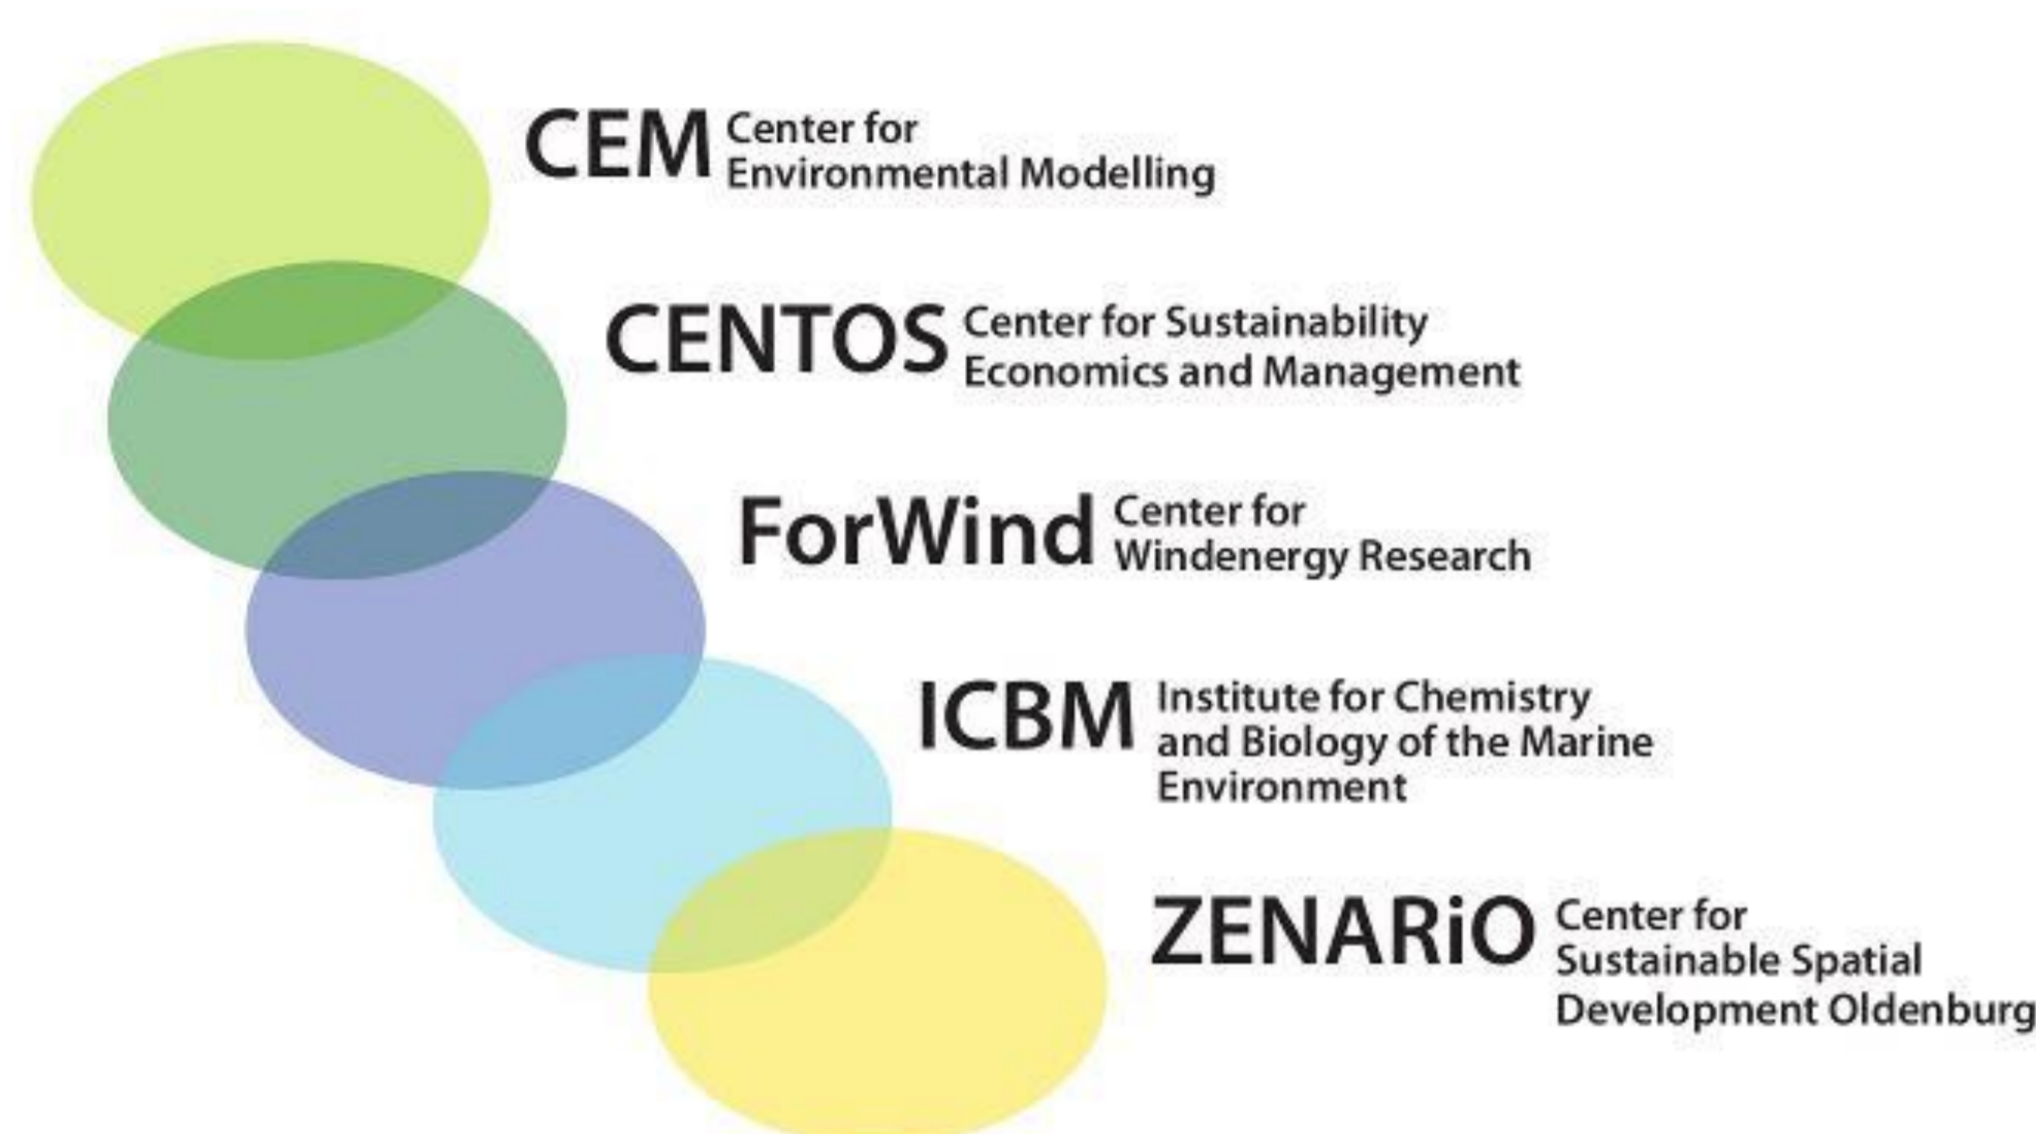 CEM Center for
Environmental Modelling
CENTOS Center for Sustainability
Economics and Management
ForWind Center for
Windenergy Research
ICBM Institute for Chemistry
and Biology of the Marine
Environment
ZENARiO Center for
Sustainable Spatial
Development Oldenburg